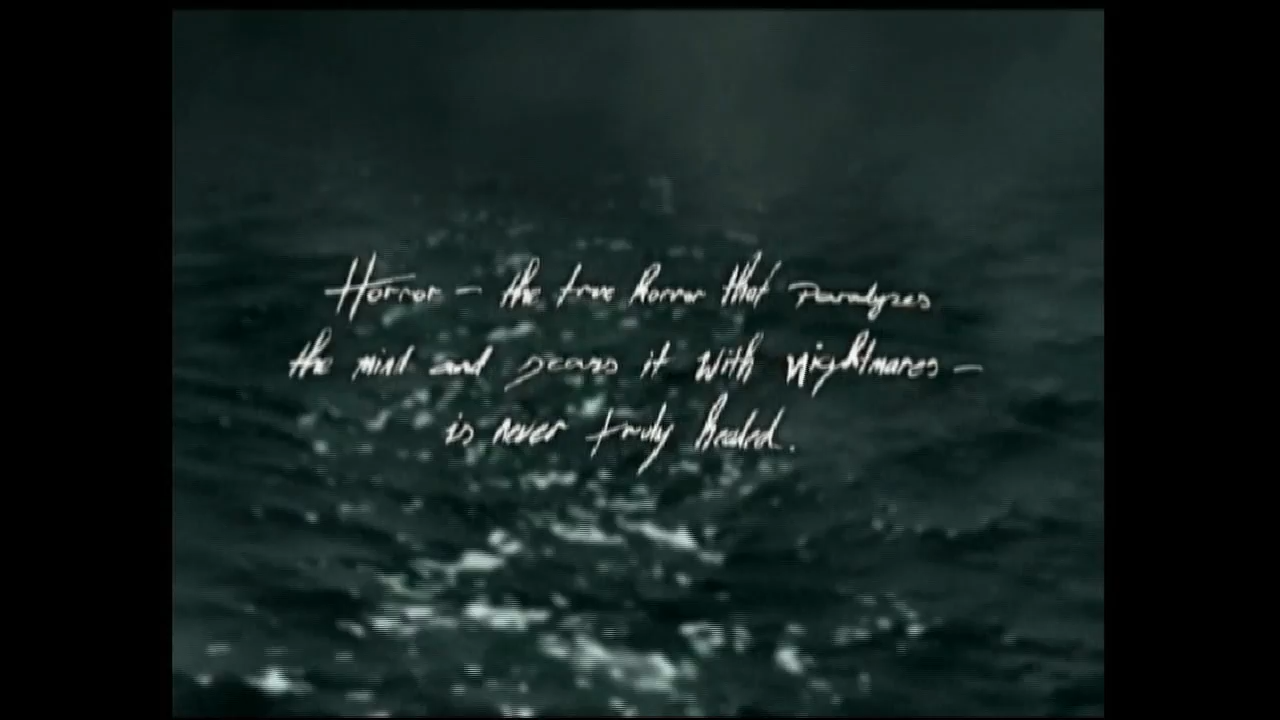 Horror – the true horror that paralyzes
the mind and scars it with nightmares –
is never truly healed.